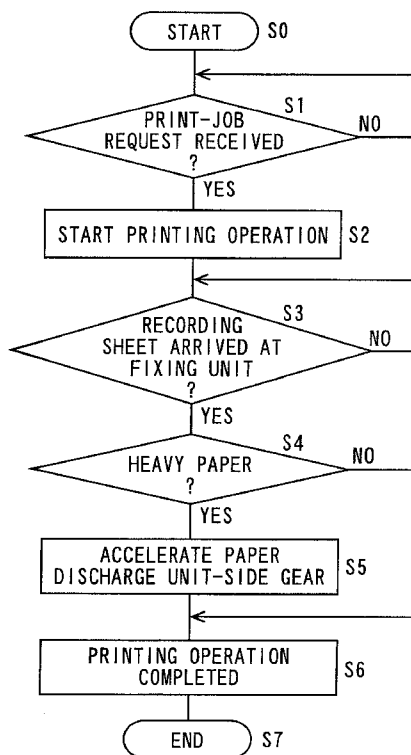 START S0
S1
PRINT-JOB
REQUEST RECEIVED
?
NO
YES
START PRINTING OPERATION S2
S3
RECORDING
SHEET ARRIVED AT
FIXING UNIT
?
NO
YES
S4
HEAVY PAPER
?
NO
YES
ACCELERATE PAPER
DISCHARGE UNIT-SIDE GEAR
S5
PRINTING OPERATION
COMPLETED
S6
END S7